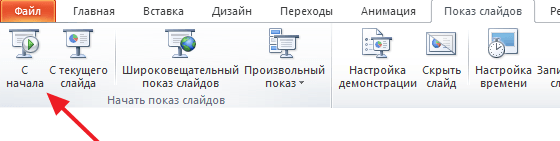 Файл Главная Вставка Дизайн Переходы Анимация Показ слайдов
С начала
С текущего слайда
Широковещательный показ слайдов
Произвольный показ
Настройка демонстрации
Скрыть слайд
Настройка времени
Начать показ слайдов